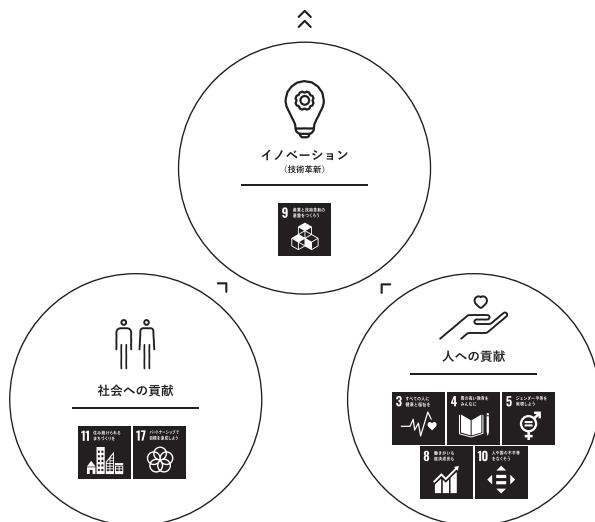 イノベーション
(技術革新)
9 産業と技術革新の
基盤をつくろう
社会への貢献
11 住み続けられる
まちづくりを
17 パートナーシップで
目標を達成しよう
人への貢献
3 すべての人に
健康と福祉を
4 質の高い教育を
みんなに
5 ジェンダー平等を
実現しよう
8 働きがいも
経済成長も
10 人や国の不平等
をなくそう